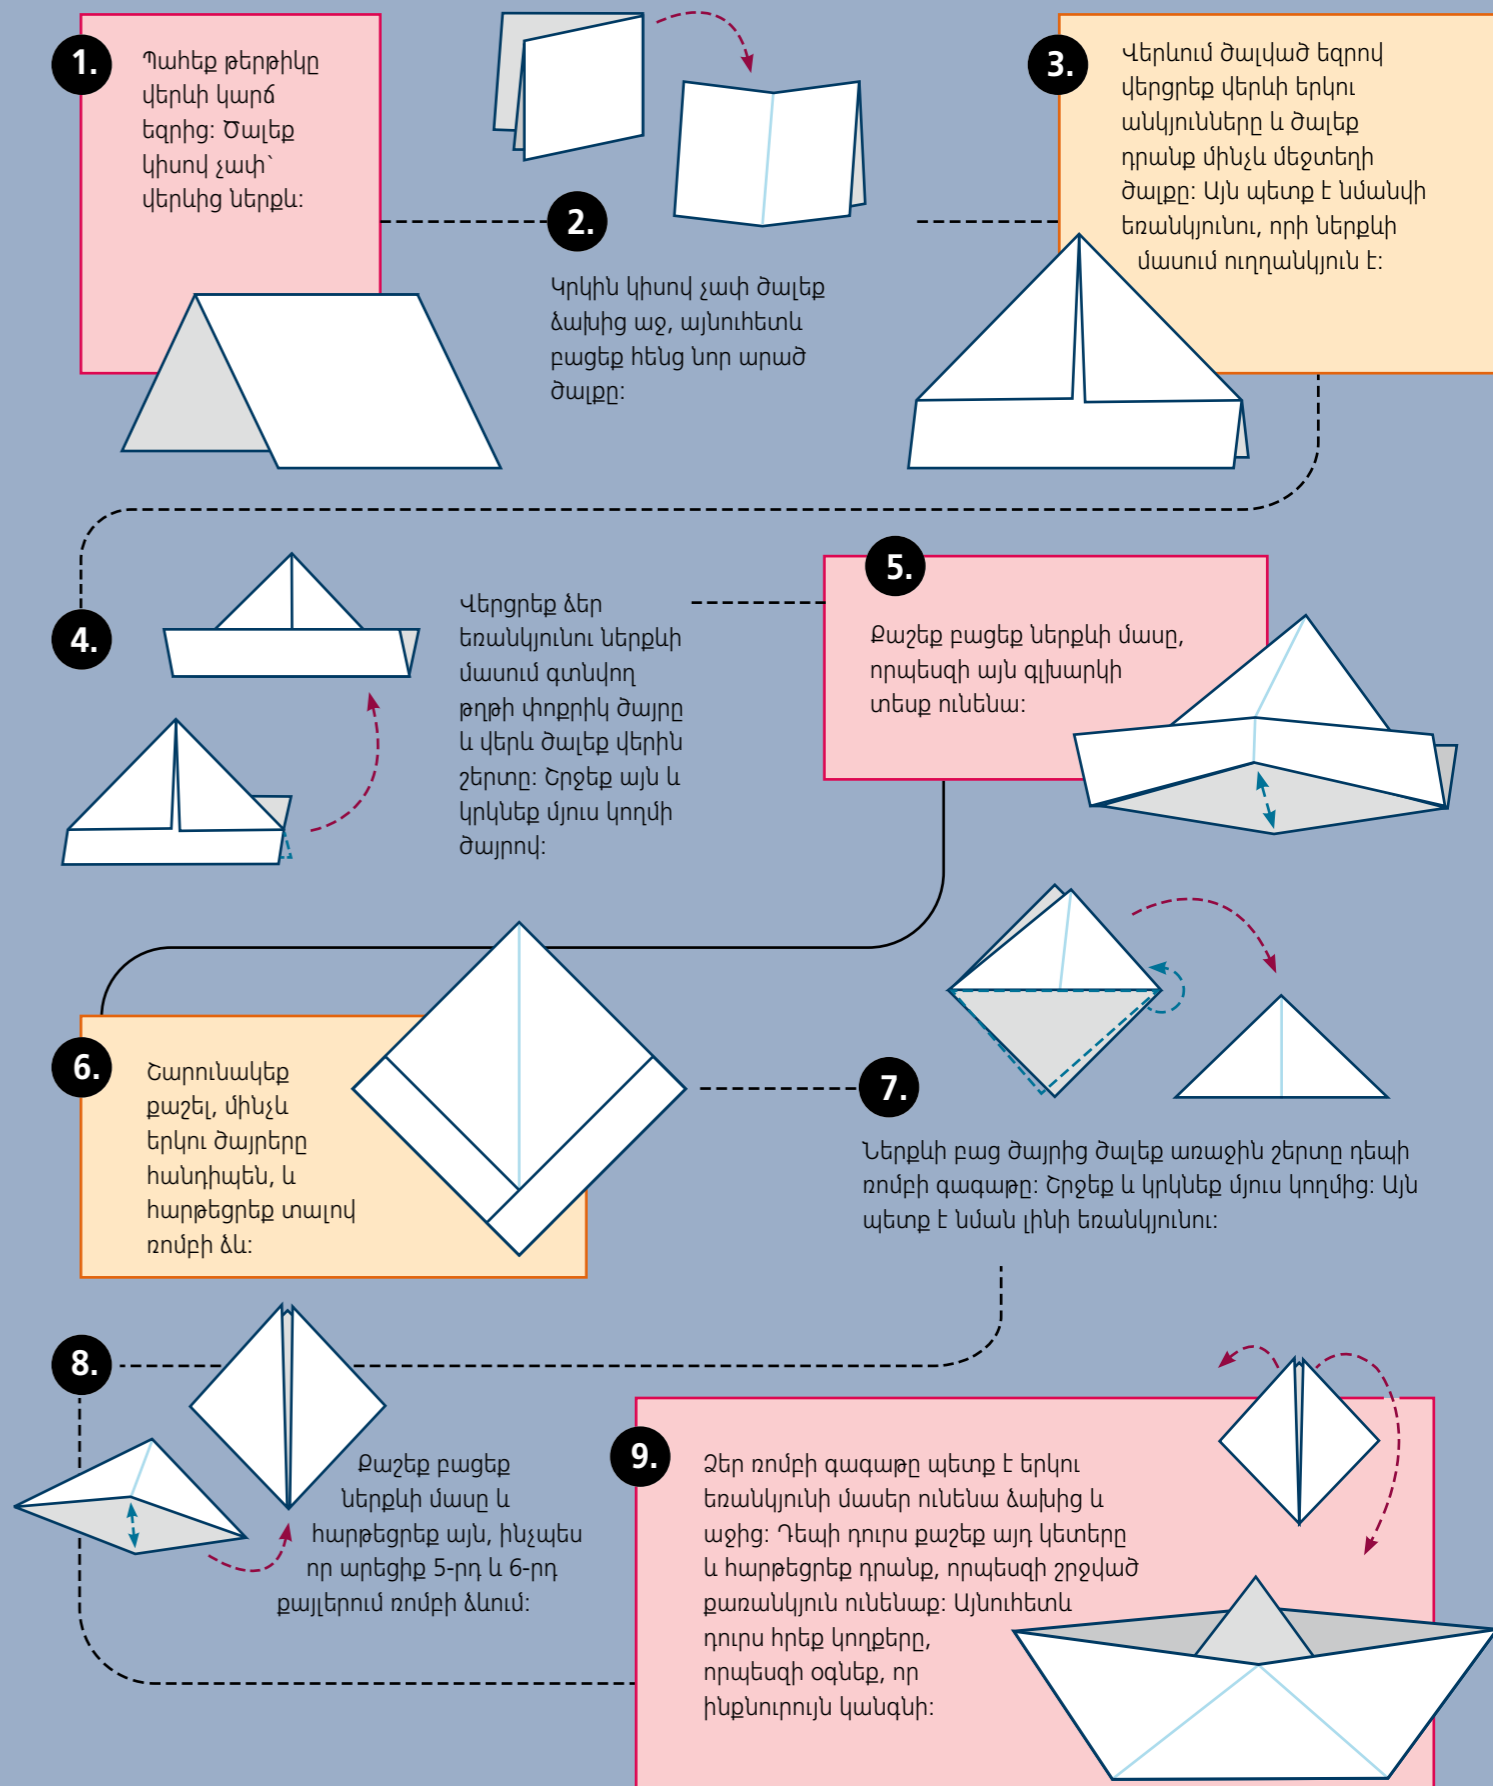 1.
Պահեք թերթիկը
վերևի կարճ
եզրից: Ծալեք
կիսով չափ՝
վերևից ներքև:
2.
Կրկին կիսով չափ ծալեք
ձախից աջ, այնուհետև
բացեք հենց նոր արած
ծալքը:
3.
Վերևում ծալված եզրով
վերցրեք վերևի երկու
անկյունները և ծալեք
դրանք մինչև մեջտեղի
ծալքը: Այն պետք է նմանվի
եռանկյունու, որի ներքևի
մասում ուղղանկյուն է:
4.
Վերցրեք ձեր
եռանկյունու ներքևի
մասում գտնվող
թղթի փոքրիկ ծայրը
և վերև ծալեք վերին
շերտը: Շրջեք այն և
կրկնեք մյուս կողմի
ծայրով:
5.
Քաշեք բացեք ներքևի մասը,
որպեսզի այն գլխարկի
տեսք ունենա:
6.
Շարունակեք
քաշել, մինչև
երկու ծայրերը
հանդիպեն, և
հարթեցրեք տալով
ռոմբի ձև:
7.
Ներքևի բաց ծայրից ծալեք առաջին շերտը դեպի
ռոմբի գագաթը: Շրջեք և կրկնեք մյուս կողմից: Այն
պետք է նման լինի եռանկյունու:
8.
Քաշեք բացեք
ներքևի մասը և
հարթեցրեք այն, ինչպես
որ արեցիք 5-րդ և 6-րդ
քայլերում ռոմբի ձևում:
9.
Ձեր ռոմբի գագաթը պետք է երկու
եռանկյունի մասեր ունենա ձախից և
աջից: Դեպի դուրս քաշեք այդ կետերը
և հարթեցրեք դրանք, որպեսզի շրջված
քառանկյուն ունենաք: Այնուհետև
դուրս հրեք կողքերը,
որպեսզի օգնեք, որ
ինքնուրույն կանգնի: